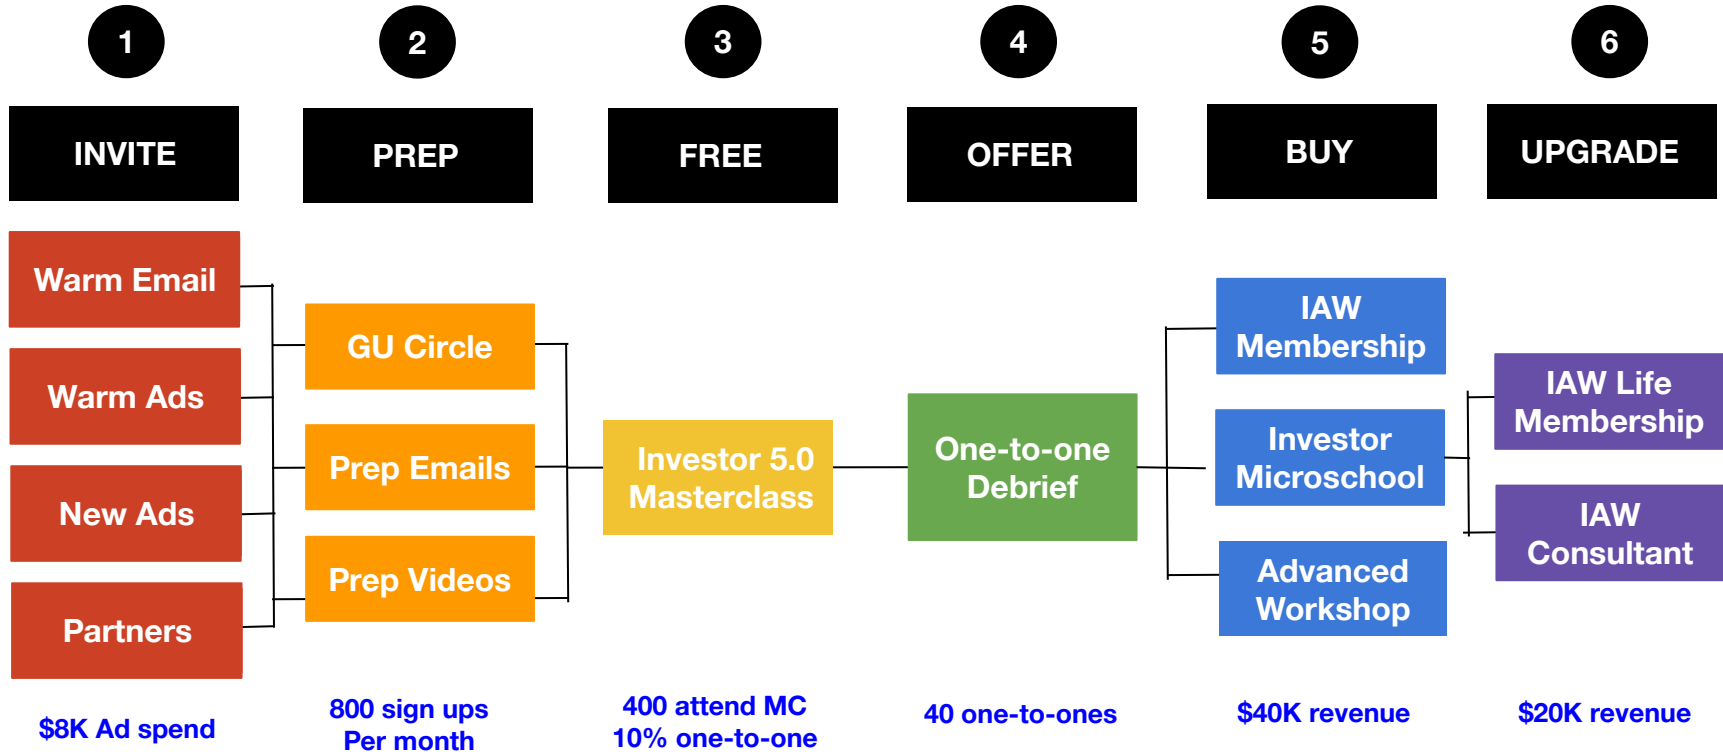 1
2
3
4
5
6
INVITE
PREP
FREE
OFFER
BUY
UPGRADE
Warm Email
Warm Ads
New Ads
Partners
GU Circle
Prep Emails
Prep Videos
Investor 5.0
Masterclass
One-to-one
Debrief
IAW
Membership
Investor
Microschool
Advanced
Workshop
IAW Life
Membership
IAW
Consultant
$8K Ad spend
800 sign ups
Per month
400 attend MC
10% one-to-one
40 one-to-ones
$40K revenue
$20K revenue